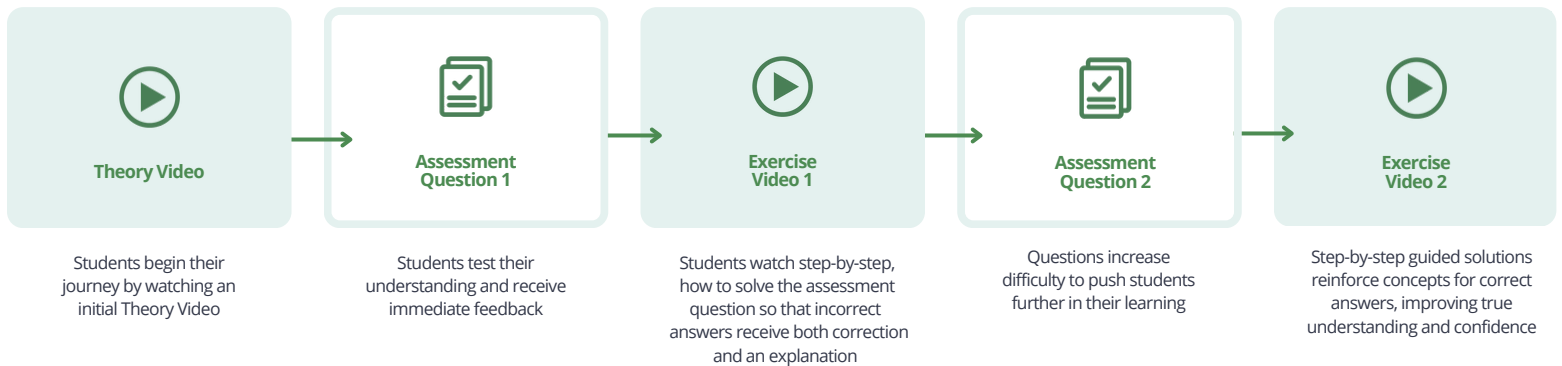 Theory Video
Assessment
Question 1
Exercise
Video 1
Assessment
Question 2
Exercise
Video 2
Students begin their
journey by watching an
initial Theory Video
Students test their
understanding and receive
immediate feedback
Students watch step-by-step,
how to solve the assessment
question so that incorrect
answers receive both correction
and an explanation
Questions increase
difficulty to push students
further in their learning
Step-by-step guided solutions
reinforce concepts for correct
answers, improving true
understanding and confidence